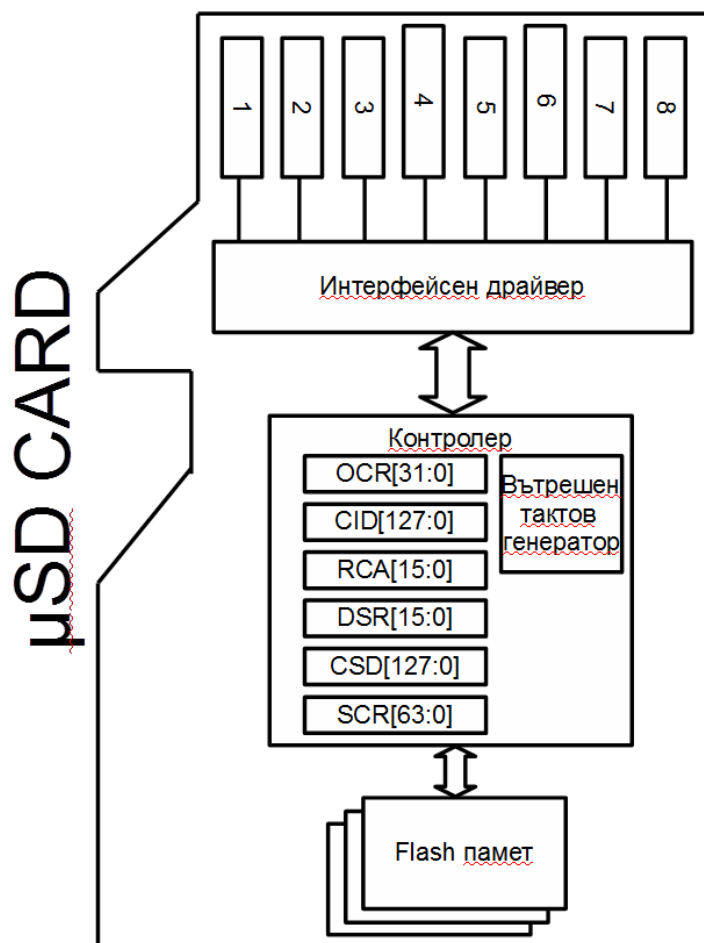 1 2 3 4 5 6 7 8
Интерфейсен драйвер
µSD CARD
Контролер
OCR[31:0]
CID[127:0]
RCA[15:0]
DSR[15:0]
CSD[127:0]
SCR[63:0]
Вътрешен
тактов
генератор
Flash памет